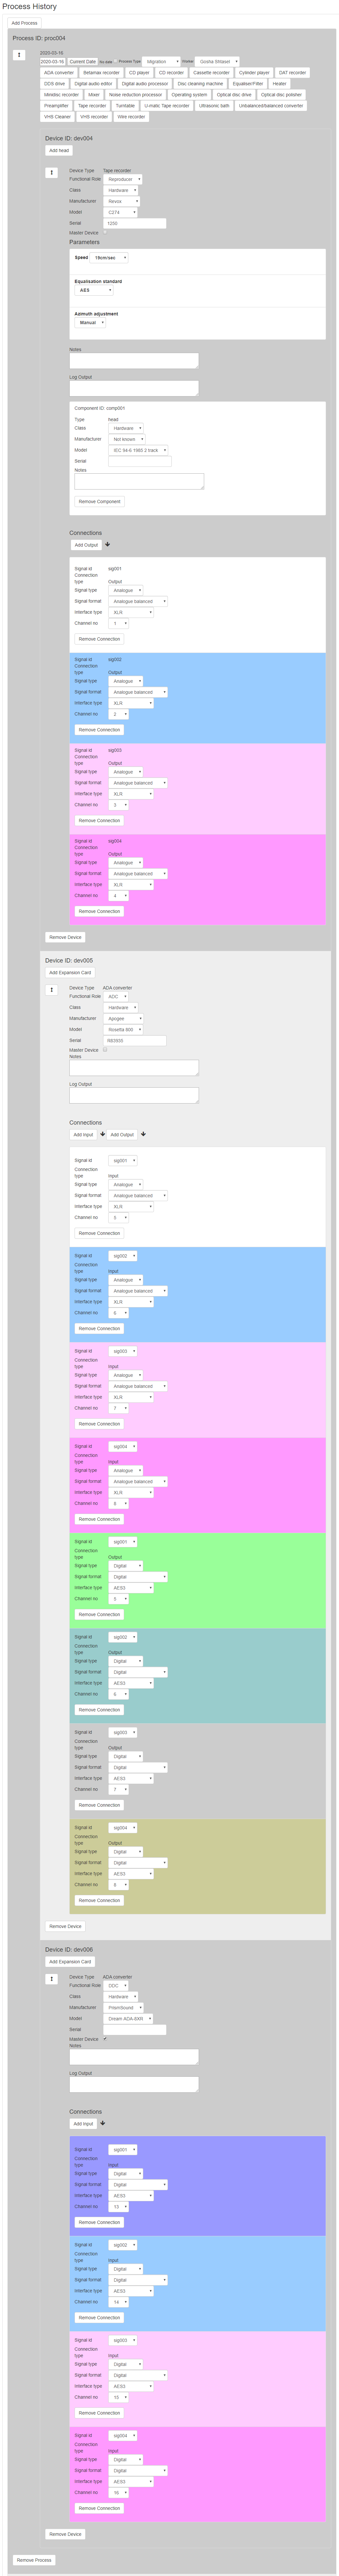 Process History
Add Process
Process ID: proc004
2020-03-16
2020-03-16 Current Date No date Process Type Migration Worker Gosha Shtasel
ADA converter Betamax recorder CD player CD recorder Cassette recorder Cylinder player DAT recorder
DDS drive Digital audio editor Digital audio processor Disc cleaning machine Equaliser/Filter Heater
Minidisc recorder Mixer Noise reduction processor Operating system Optical disc drive Optical disc polisher
Preamplifier Tape recorder Turntable U-matic Tape recorder Ultrasonic bath Unbalanced/balanced converter
VHS Cleaner VHS recorder Wire recorder
Device ID: dev004
Add head
Device Type Tape recorder
Functional Role Reproducer
Class Hardware
Manufacturer Revox
Model C274
Serial 1200
Master Device
Parameters
Speed 19cm/sec
Equalisation standard
AES
Azimuth adjustment
Manual
Notes
Log Output
Component ID: comp001
Type head
Class Hardware
Manufacturer Not known
Model IEC 94-6 1985 2 track
Serial
Notes
Remove Component
Connections
Add Output
Signal id sig001
Connection
type Output
Signal type Analogue
Signal format Analogue balanced
Interface type XLR
Channel no 1
Remove Connection
Signal id sig002
Connection
type Output
Signal type Analogue
Signal format Analogue balanced
Interface type XLR
Channel no 2
Remove Connection
Signal id sig003
Connection
type Output
Signal type Analogue
Signal format Analogue balanced
Interface type XLR
Channel no 3
Remove Connection
Signal id sig004
Connection
type Output
Signal type Analogue
Signal format Analogue balanced
Interface type XLR
Channel no 4
Remove Connection
Remove Device
Device ID: dev005
Add Expansion Card
Device Type ADA converter
Functional Role ADC
Class Hardware
Manufacturer Apogee
Model Rosetta 800
Serial
Master Device
Notes
Log Output
Connections
Add Input Add Output
Signal id sig001
Connection
type Input
Signal type Analogue
Signal format Analogue balanced
Interface type XLR
Channel no 5
Remove Connection
Signal id sig002
Connection
type Input
Signal type Analogue
Signal format Analogue balanced
Interface type XLR
Channel no 6
Remove Connection
Signal id sig003
Connection
type Input
Signal type Analogue
Signal format Analogue balanced
Interface type XLR
Channel no 7
Remove Connection
Signal id sig004
Connection
type Input
Signal type Analogue
Signal format Analogue balanced
Interface type XLR
Channel no 8
Remove Connection
Signal id sig001
Connection
type Output
Signal type Digital
Signal format Digital
Interface type AES3
Channel no 5
Remove Connection
Signal id sig002
Connection
type Output
Signal type Digital
Signal format Digital
Interface type AES3
Channel no 6
Remove Connection
Signal id sig003
Connection
type Output
Signal type Digital
Signal format Digital
Interface type AES3
Channel no 7
Remove Connection
Signal id sig004
Connection
type Output
Signal type Digital
Signal format Digital
Interface type AES3
Channel no 8
Remove Connection
Remove Device
Device ID: dev006
Add Expansion Card
Device Type ADA converter
Functional Role DDC
Class Hardware
Manufacturer PrismSound
Model Dream ADA-8XR
Serial
Master Device
Notes
Log Output
Connections
Add Input
Signal id sig001
Connection
type Input
Signal type Digital
Signal format Digital
Interface type AES3
Channel no 13
Remove Connection
Signal id sig002
Connection
type Input
Signal type Digital
Signal format Digital
Interface type AES3
Channel no 14
Remove Connection
Signal id sig003
Connection
type Input
Signal type Digital
Signal format Digital
Interface type AES3
Channel no 15
Remove Connection
Signal id sig004
Connection
type Input
Signal type Digital
Signal format Digital
Interface type AES3
Channel no 16
Remove Connection
Remove Device
Remove Process